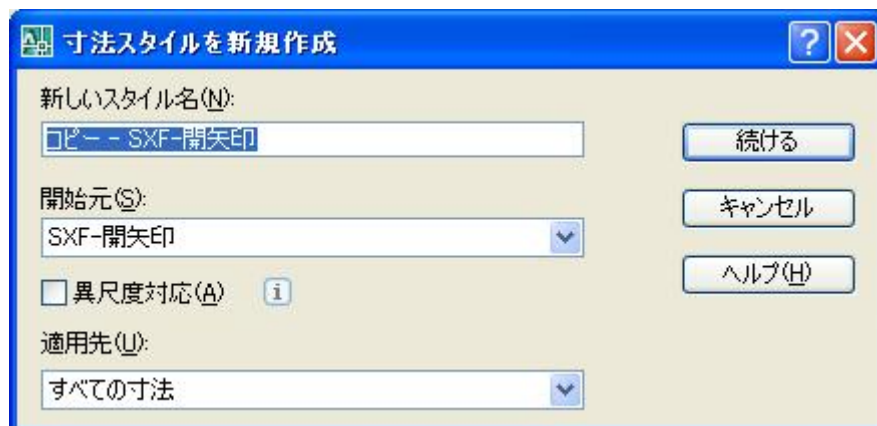 寸法スタイルを新規作成
新しいスタイル名(N):
コピー - SXF-開矢印
続ける
開始元(S):
キャンセル
SXF-開矢印
ヘルプ(H)
異尺度対応(A)
適用先(U):
すべての寸法